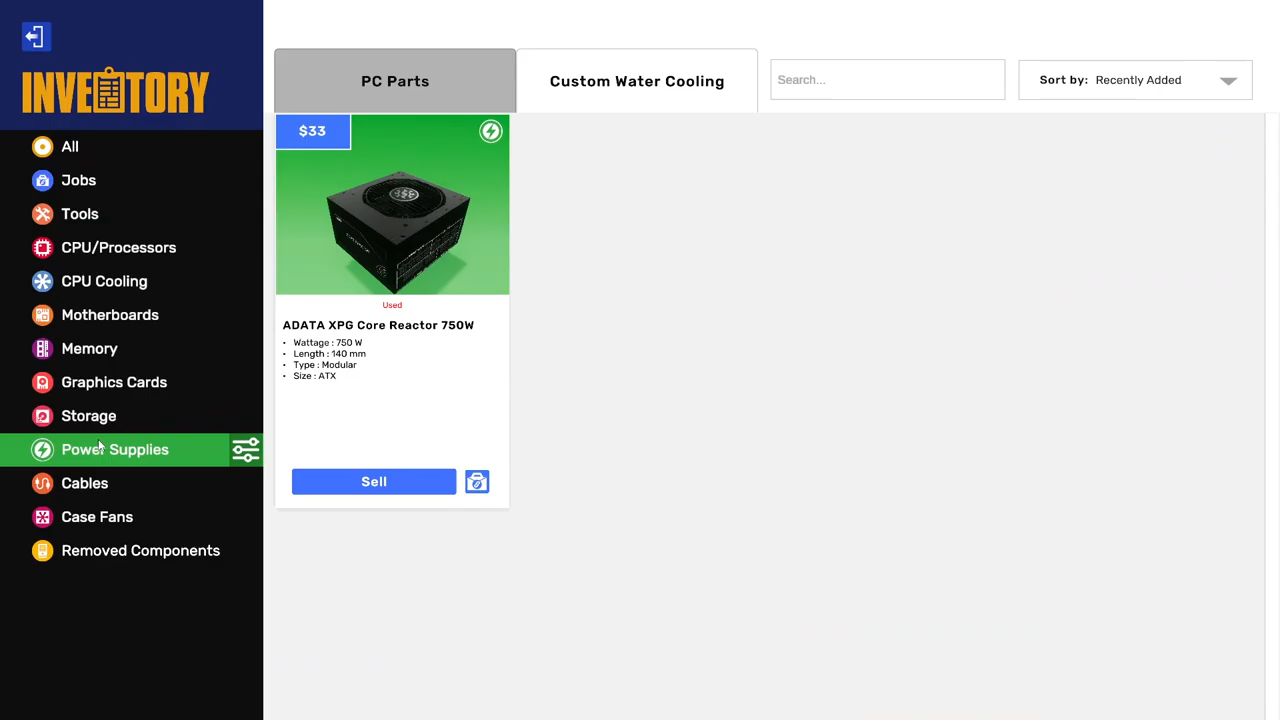 INVENTORY
All
Jobs
Tools
CPU/Processors
CPU Cooling
Motherboards
Memory
Graphics Cards
Storage
Power Supplies
Cables
Case Fans
Removed Components
PC Parts
Custom Water Cooling
Search...
Sort by: Recently Added
$33
Used
ADATA XPG Core Reactor 750W
• Wattage : 750 W
• Length : 140 mm
• Type : Modular
• Size : ATX
Sell